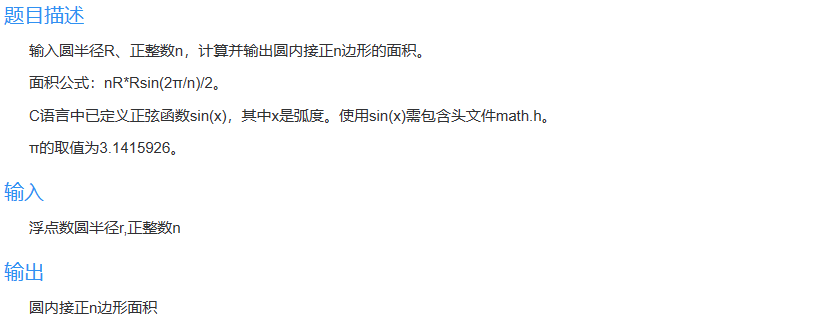 题目描述
输入圆半径R、正整数n，计算并输出圆内接正n边形的面积。
面积公式：nR*Rsin(2π/n)/2。
C语言中已定义正弦函数sin(x)，其中x是弧度。使用sin(x)需包含头文件math.h。
π的取值为3.1415926。
输入
浮点数圆半径r,正整数n
输出
圆内接正n边形面积